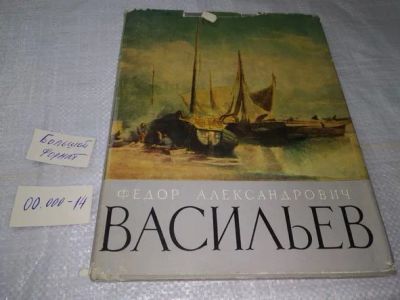 Большой
формат
00.000-14
ФЕДОР АЛЕКСАНДРОВИЧ
ВАСИЛЬЕВ